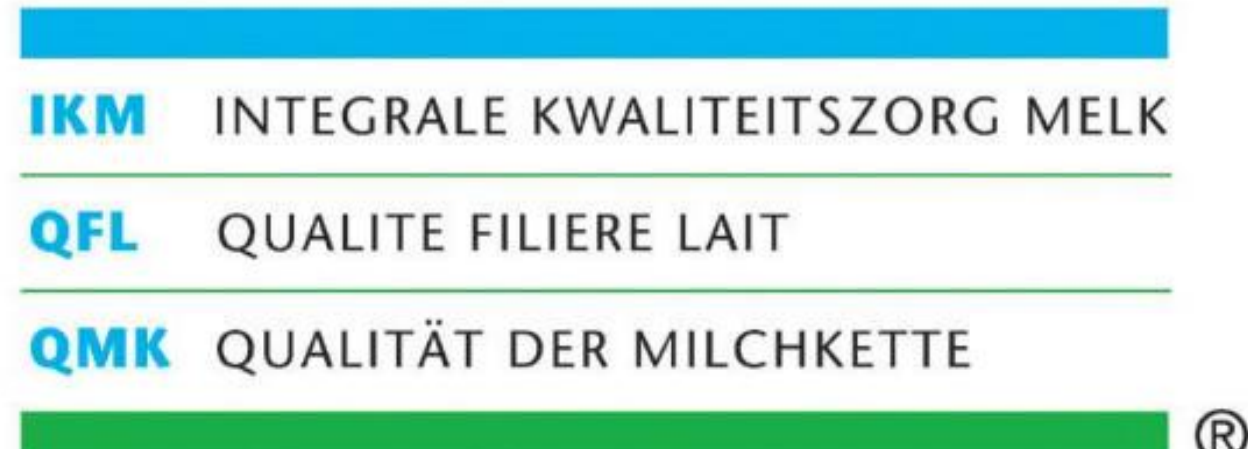 IKM INTEGRALE KWALITEITSZORG MELK
QFL QUALITE FILIERE LAIT
QMK QUALITÄT DER MILCHKETTE
®